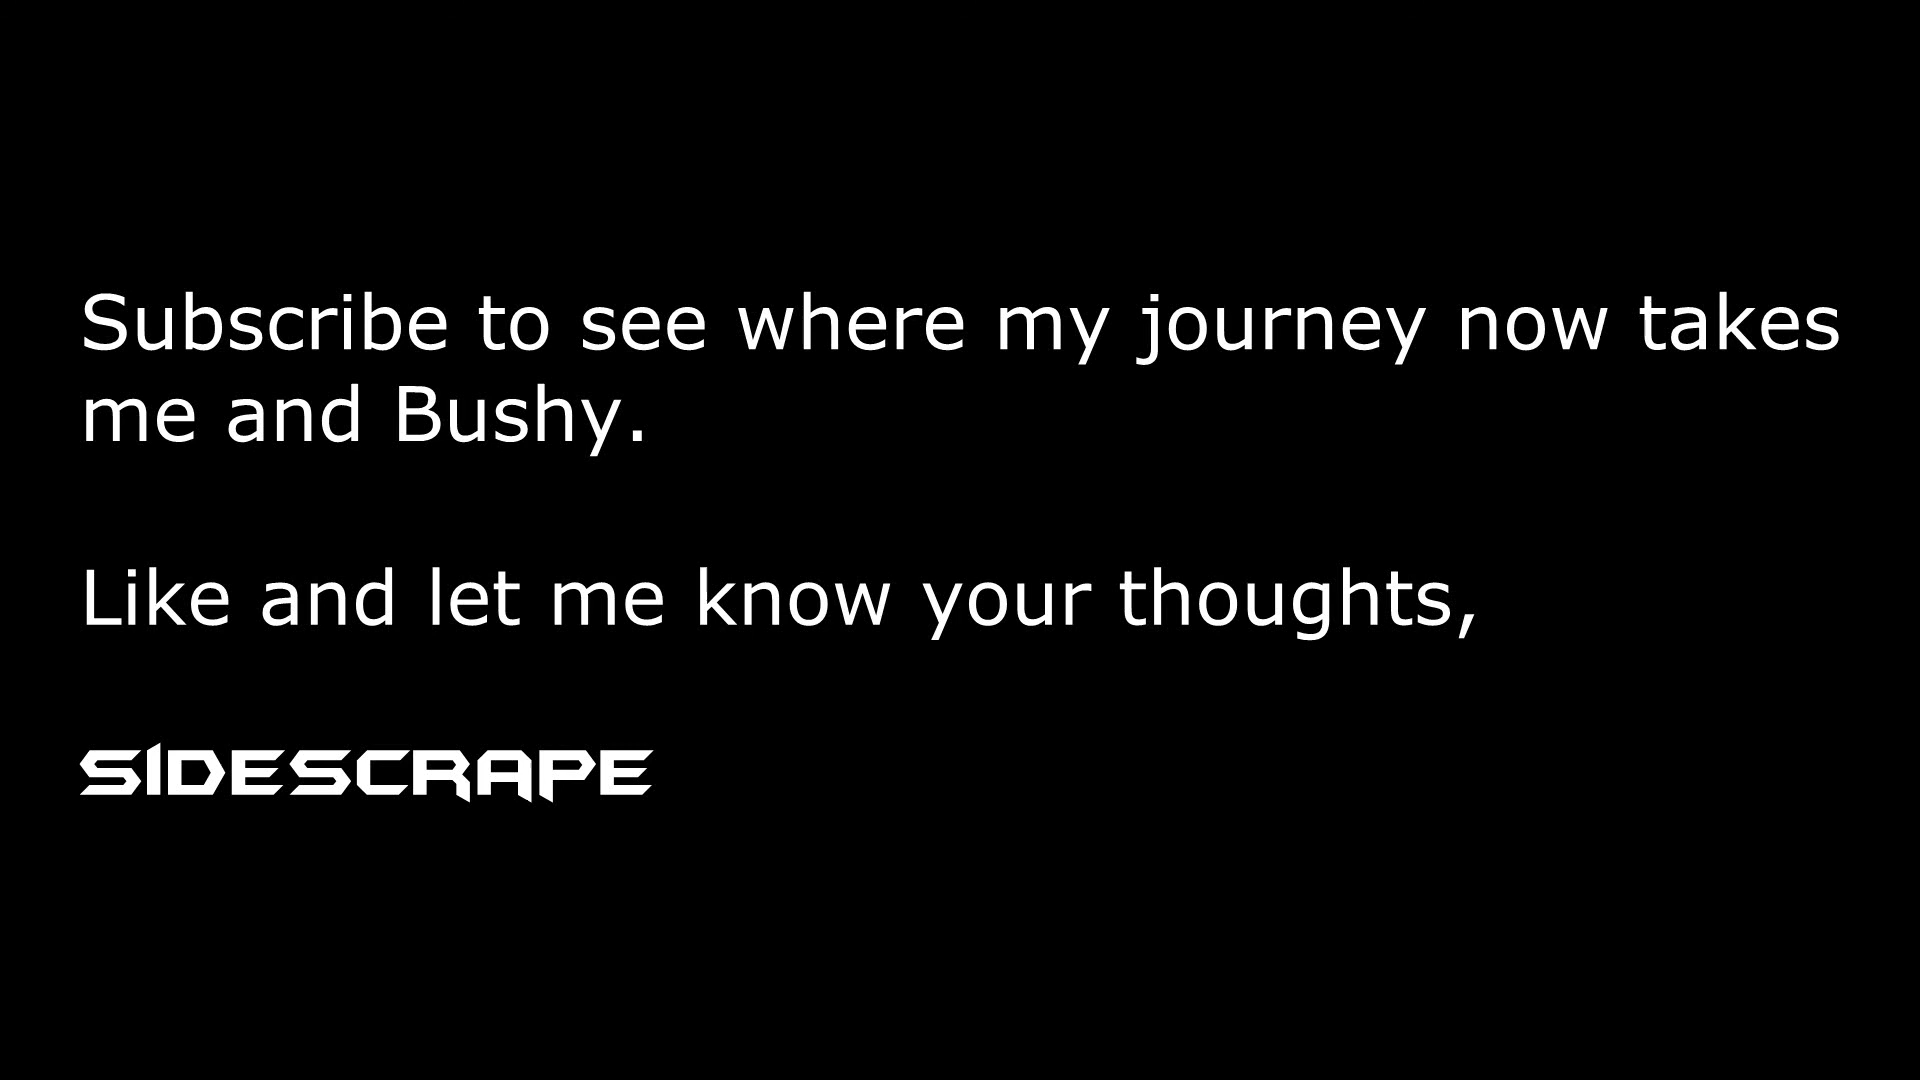 Subscribe to see where my journey now takes
me and Bushy.
Like and let me know your thoughts,
SIDESCRAPE